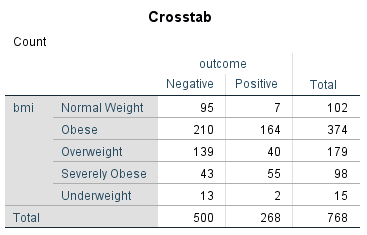 Crosstab
Count
outcome
Negative Positive Total
bmi Normal Weight 95 7 102
Obese 210 164 374
Overweight 139 40 179
Severely Obese 43 55 98
Underweight 13 2 15
Total 500 268 768